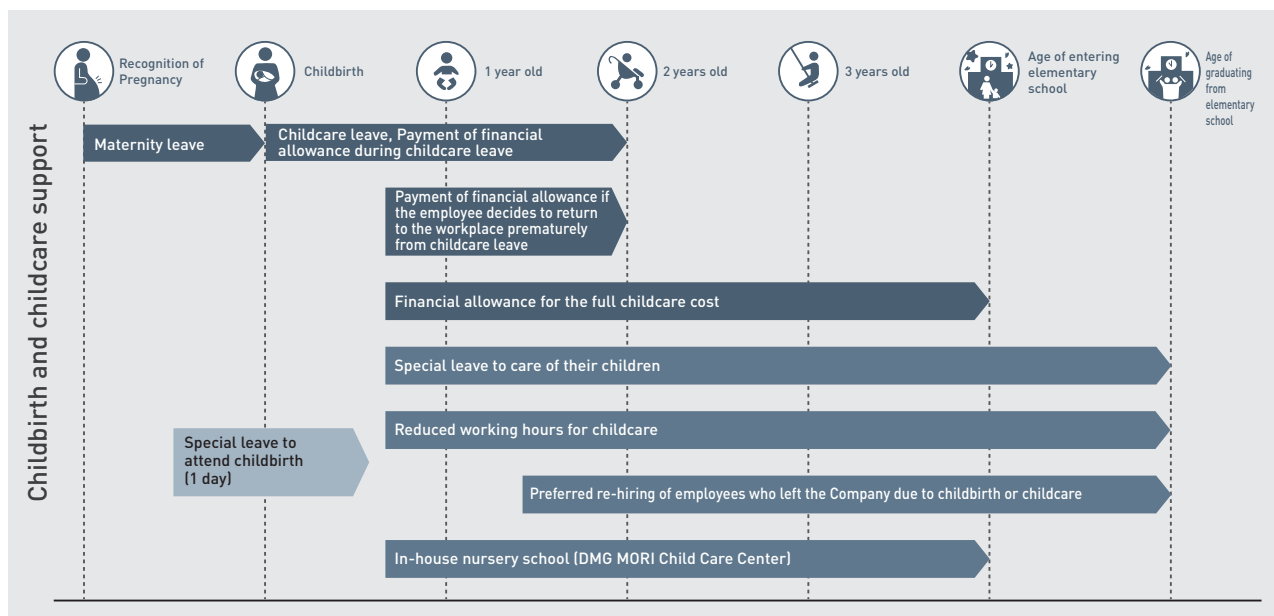 Recognition of
Pregnancy
Childbirth
1 year old
2 years old
3 years old
Age of entering
elementary
school
Age of
graduating
from
elementary
school
Childbirth and childcare support
Maternity leave
Childcare leave, Payment of financial
allowance during childcare leave
Payment of financial allowance if
the employee decides to return
to the workplace prematurely
from childcare leave
Financial allowance for the full childcare cost
Special leave to care of their children
Reduced working hours for childcare
Special leave to
attend childbirth
(1 day)
Preferred re-hiring of employees who left the Company due to childbirth or childcare
In-house nursery school (DMG MORI Child Care Center)